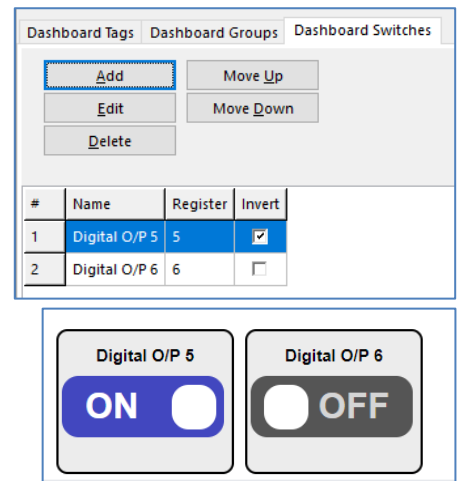 Dashboard Tags Dashboard Groups Dashboard Switches
Add Move Up
Edit Move Down
Delete
# Name Register Invert
1 Digital O/P 5 5
2 Digital O/P 6 6
Digital O/P 5 Digital O/P 6
ON OFF